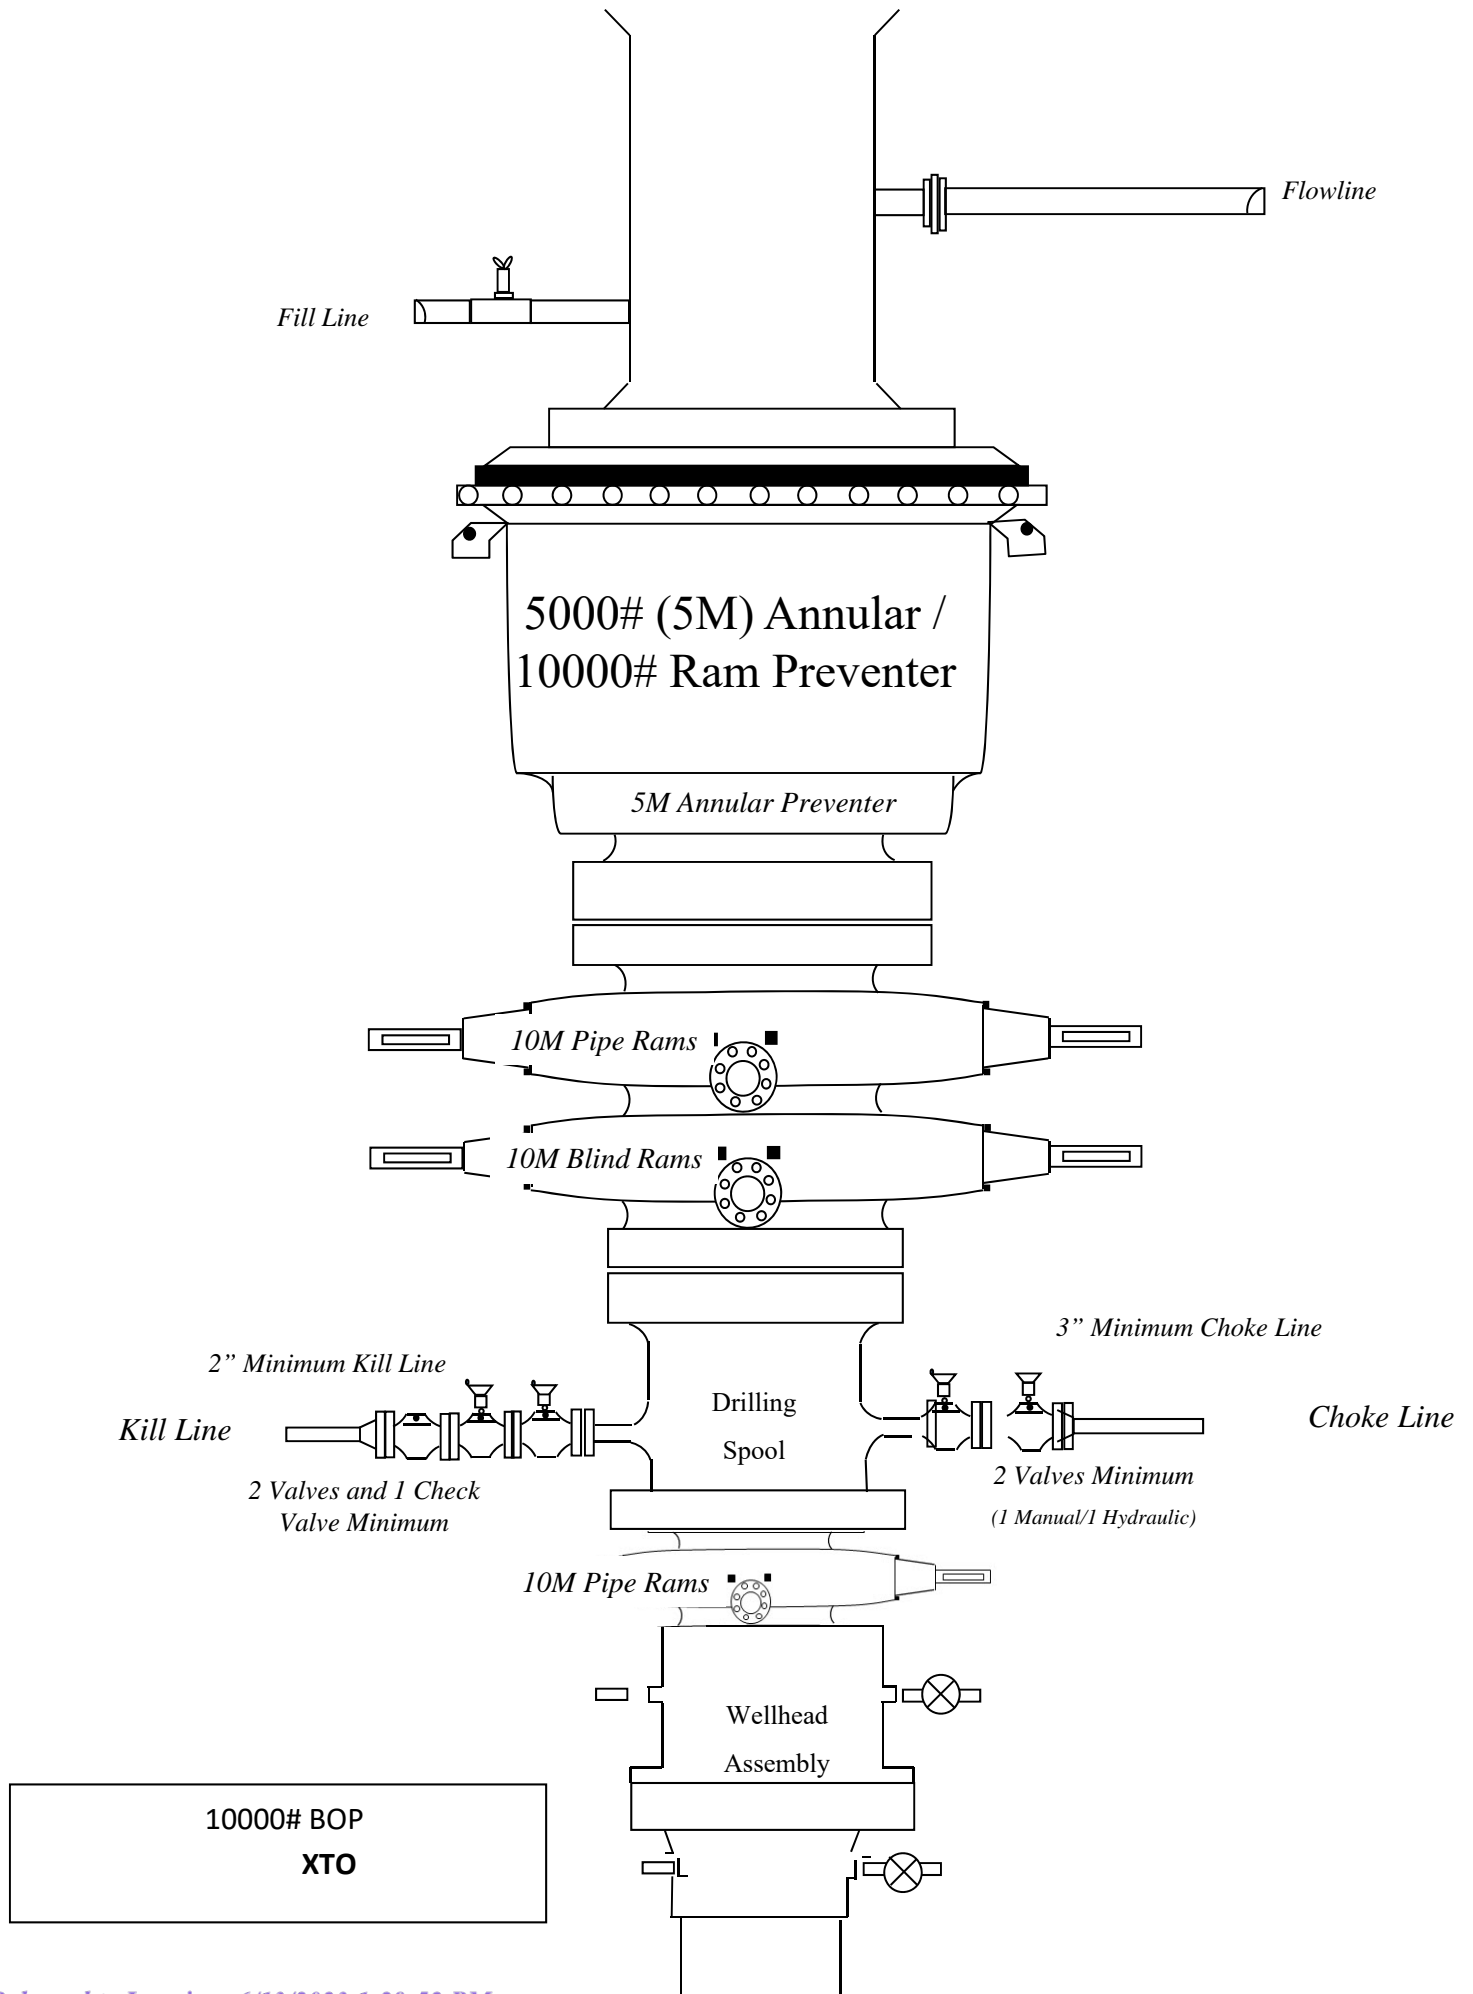 Flowline
Fill Line
5000# (5M) Annular /
10000# Ram Preventer
5M Annular Preventer
10M Pipe Rams
10M Blind Rams
3” Minimum Choke Line
2” Minimum Kill Line
Drilling
Spool
Kill Line
Choke Line
2 Valves and 1 Check
Valve Minimum
2 Valves Minimum
(1 Manual/1 Hydraulic)
10M Pipe Rams
Wellhead
Assembly
10000# BOP
XTO